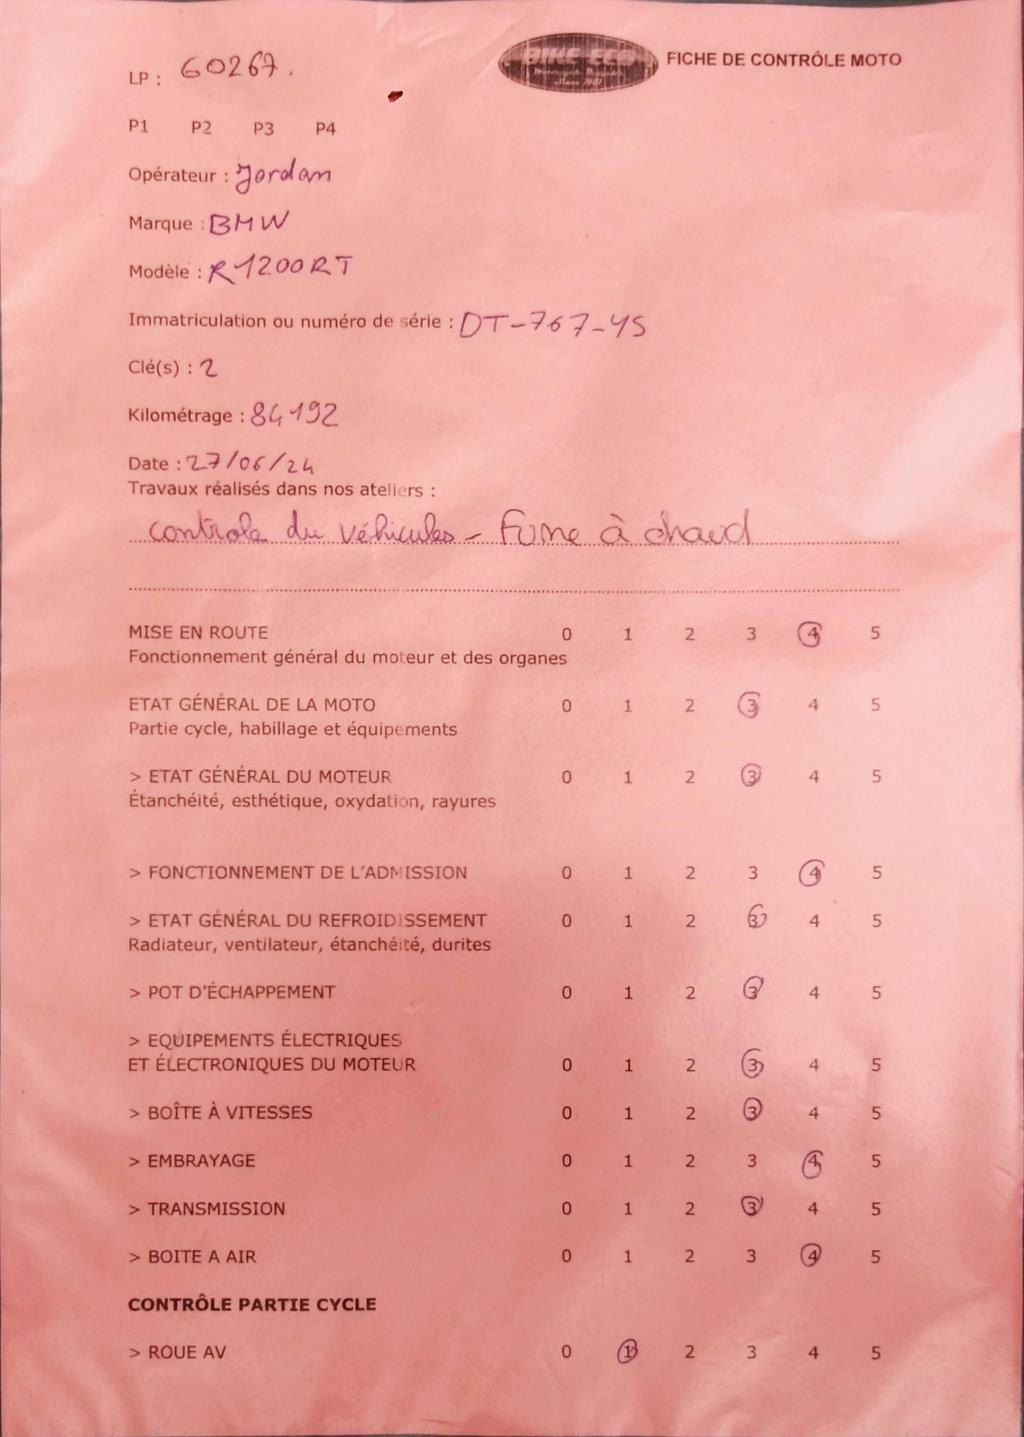 LP : 60267.
BIKE ECO
FICHE DE CONTRÔLE MOTO
P1 P2 P3 P4
Opérateur : Jordan
Marque : BMW
Modèle : R1200RT
Immatriculation ou numéro de série : DT-767-YS
Clé(s) : 2
Kilométrage : 84192
Date : 27/06/24
Travaux réalisés dans nos ateliers :
controle du véhicules - Fume à chaud
MISE EN ROUTE 0 1 2 3 4 5
Fonctionnement général du moteur et des organes
ETAT GÉNÉRAL DE LA MOTO 0 1 2 3 4 5
Partie cycle, habillage et équipements
> ETAT GÉNÉRAL DU MOTEUR 0 1 2 3 4 5
Étanchéité, esthétique, oxydation, rayures
> FONCTIONNEMENT DE L'ADMISSION 0 1 2 3 4 5
> ETAT GÉNÉRAL DU REFROIDISSEMENT 0 1 2 3 4 5
Radiateur, ventilateur, étanchéité, durites
> POT D'ÉCHAPPEMENT 0 1 2 3 4 5
> EQUIPEMENTS ÉLECTRIQUES
ET ÉLECTRONIQUES DU MOTEUR 0 1 2 3 4 5
> BOÎTE À VITESSES 0 1 2 3 4 5
> EMBRAYAGE 0 1 2 3 4 5
> TRANSMISSION 0 1 2 3 4 5
> BOITE A AIR 0 1 2 3 4 5
CONTRÔLE PARTIE CYCLE
> ROUE AV 0 1 2 3 4 5